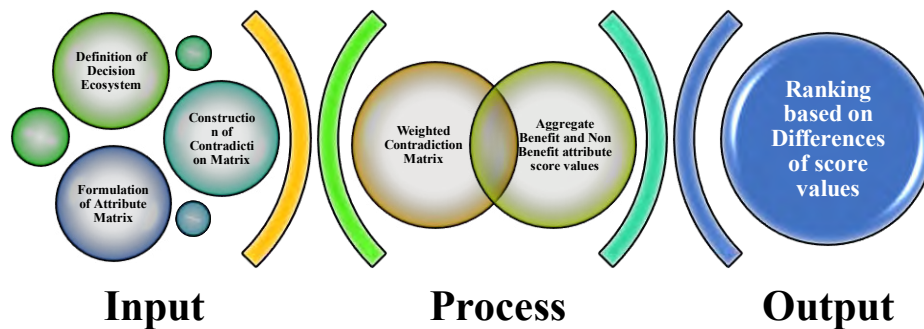 Definition of
Decision
Ecosystem
Constructio
n of
Contradicti
on Matrix
Formulation
of Attribute
Matrix
Weighted
Contradiction
Matrix
Aggregate
Benefit and Non
Benefit attribute
score values
Ranking
based on
Differences
of score
values
Input
Process
Output